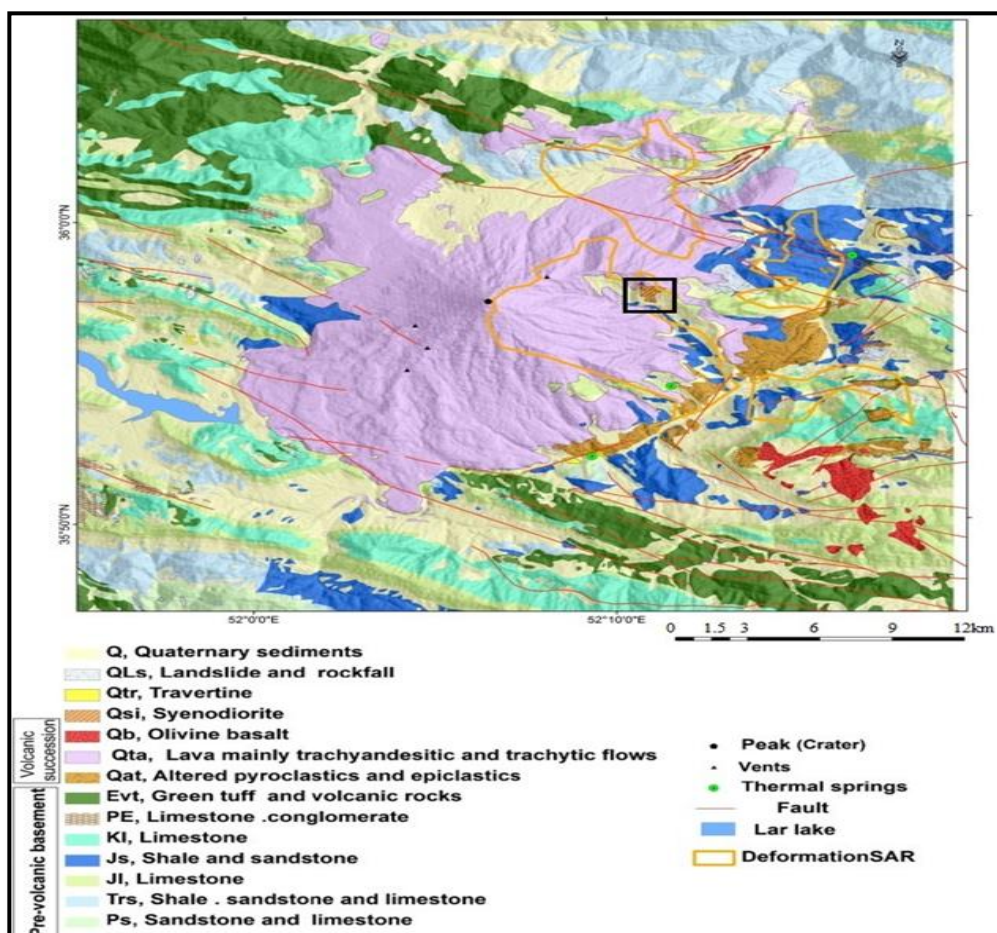 N
36°0'0"N
35°50'0"N
52°0'0"E
52°10'0"E
0 1.5 3 6 9 12km
Q, Quaternary sediments
QLs, Landslide and rockfall
Qtr, Travertine
Qsi, Syenodiorite
Qb, Olivine basalt
Qta, Lava mainly trachyandesitic and trachytic flows
Qat, Altered pyroclastics and epiclastics
Evt, Green tuff and volcanic rocks
PE, Limestone .conglomerate
Kl, Limestone
Js, Shale and sandstone
Jl, Limestone
Trs, Shale . sandstone and limestone
Ps, Sandstone and limestone
Volcanic
succession
Pre-volcanic basement
Peak (Crater)
Vents
Thermal springs
Fault
Lar lake
DeformationSAR